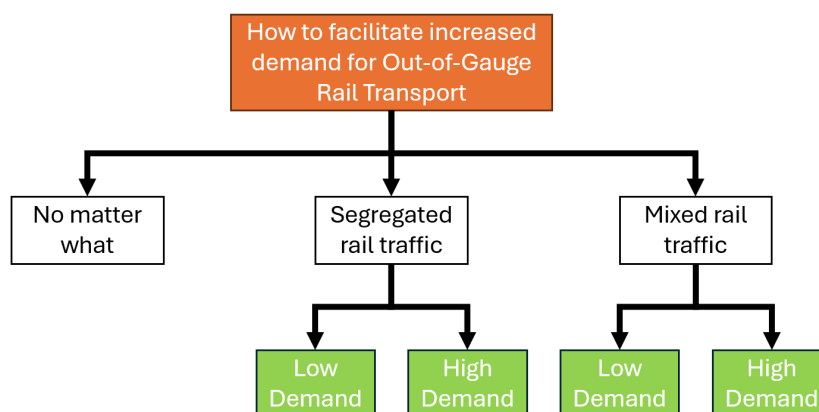 How to facilitate increased
demand for Out-of-Gauge
Rail Transport
No matter
what
Segregated
rail traffic
Mixed rail
traffic
Low
Demand
High
Demand
Low
Demand
High
Demand